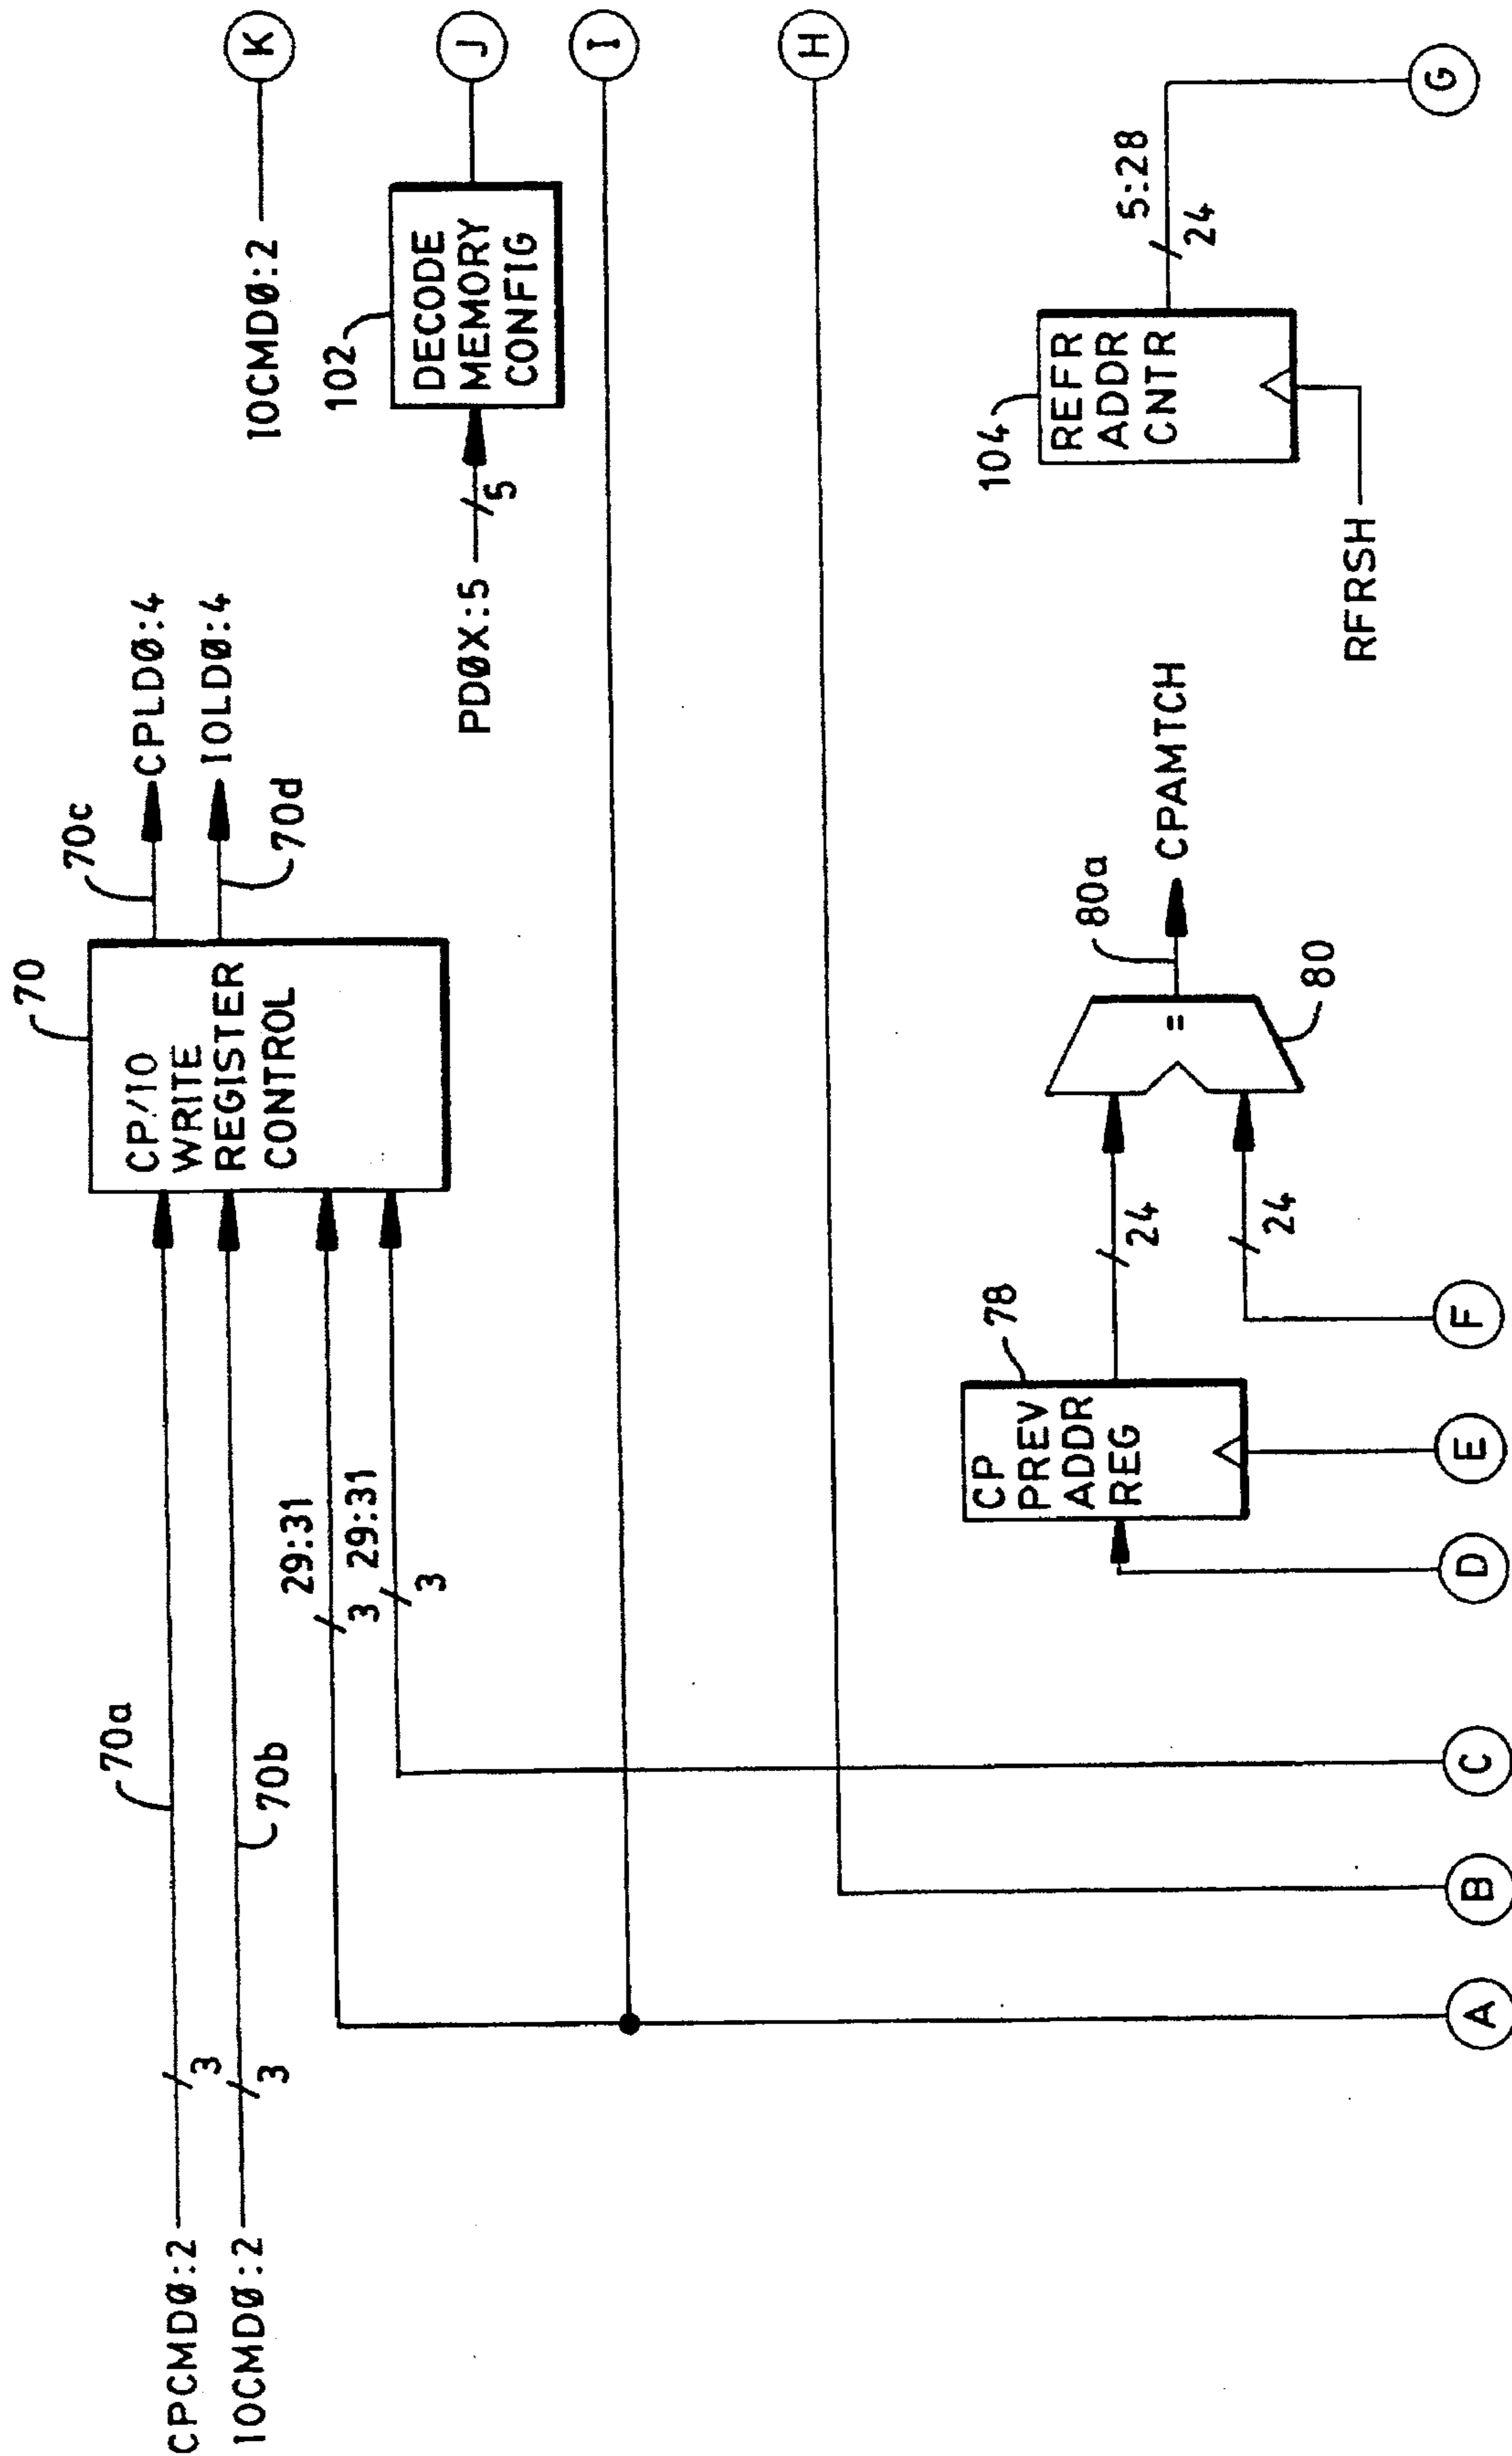 CPCMDØ:2
IOCMDØ:2
3
3
70a
70b
29:31
3
29:31
3
70
CP/IO
WRITE
REGISTER
CONTROL
70c
CPLDØ:4
IOLDØ:4
70d
IOCMDØ:2
K
PDØX:5
5
102
DECODE
MEMORY
CONFIG
J
I
H
CP
PREV
ADDR
REG
78
24
24
=
80
80a
CPAMTCH
RFRSH
104
REFR
ADDR
CNTR
5:28
24
A
B
C
D
E
F
G